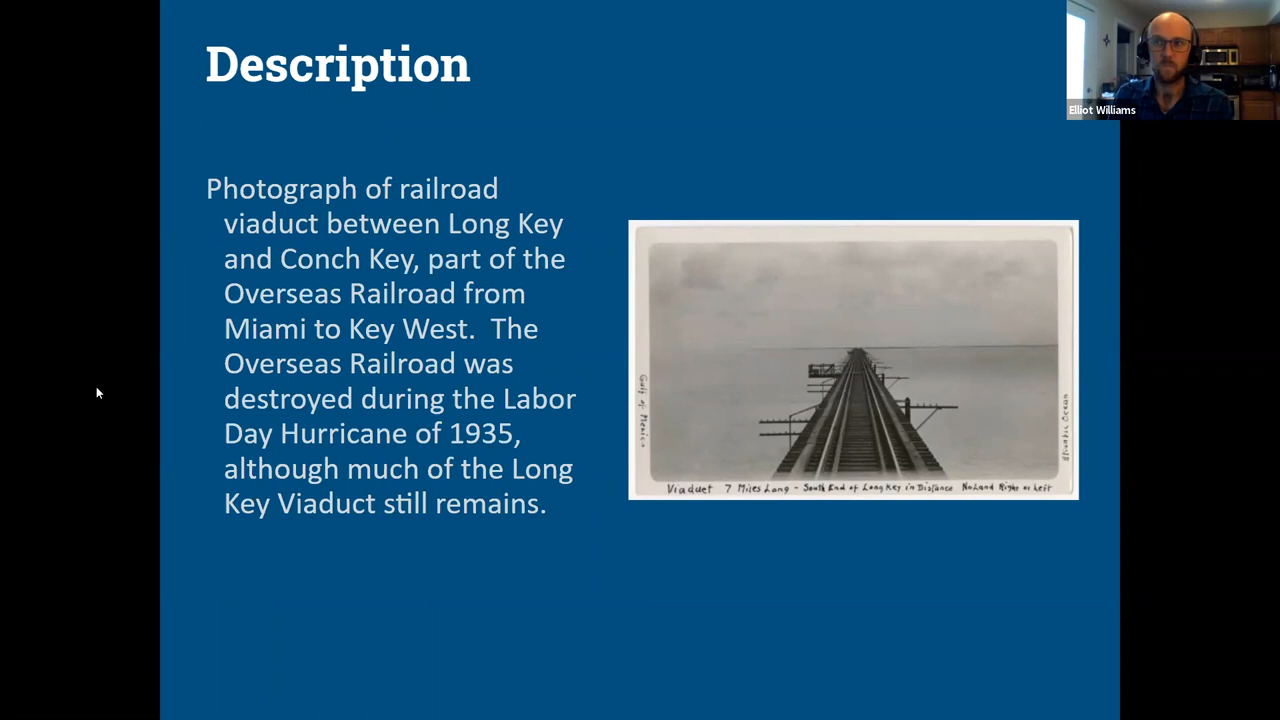 Description
Elliot Williams
Photograph of railroad
viaduct between Long Key
and Conch Key, part of the
Overseas Railroad from
Miami to Key West.  The
Overseas Railroad was
destroyed during the Labor
Day Hurricane of 1935,
although much of the Long
Key Viaduct still remains.
Gulf of Mexico
Atlantic Ocean
Viaduct 7 Miles Long - South End of Long Key in Distance No Land Right or Left